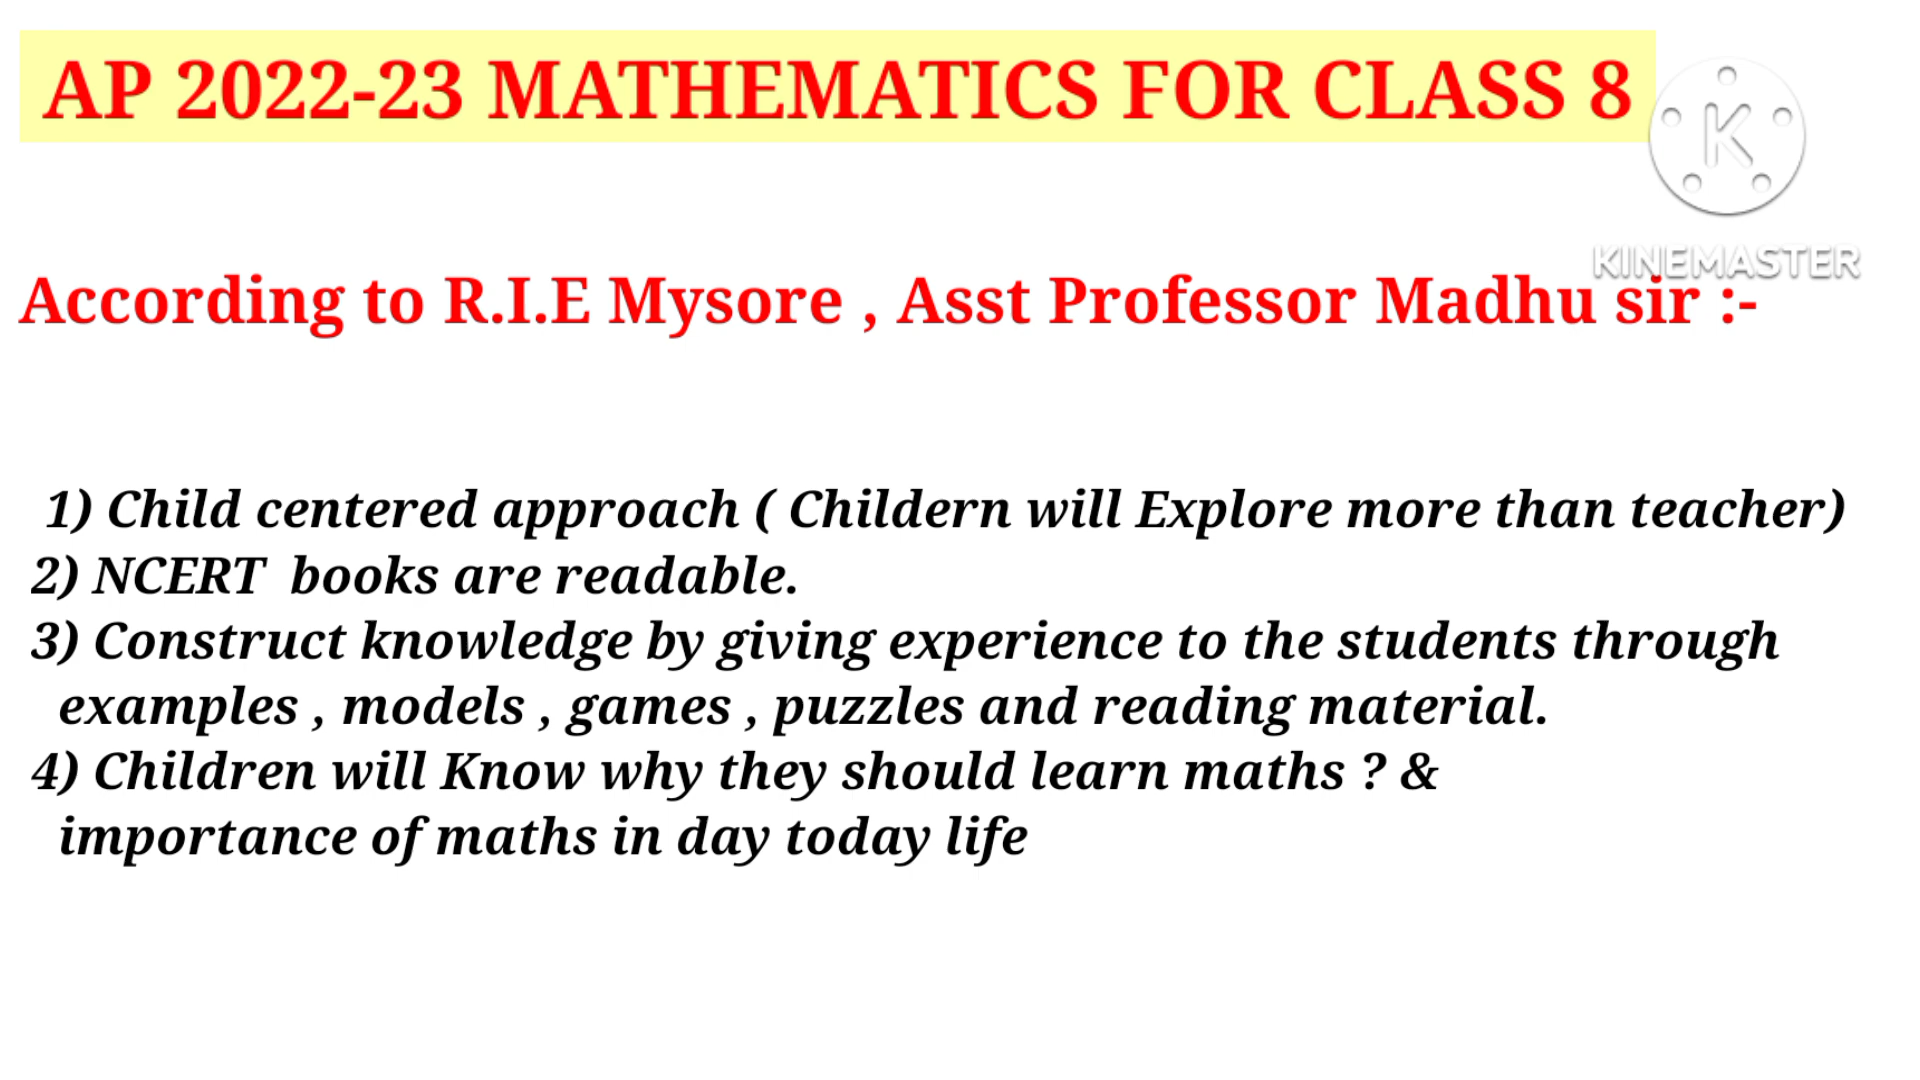 AP 2022-23 MATHEMATICS FOR CLASS 8
K
KINEMASTER
According to R.I.E Mysore , Asst Professor Madhu sir :-
1) Child centered approach ( Childern will Explore more than teacher)
2) NCERT books are readable.
3) Construct knowledge by giving experience to the students through
examples , models , games , puzzles and reading material.
4) Children will Know why they should learn maths ? &
importance of maths in day today life